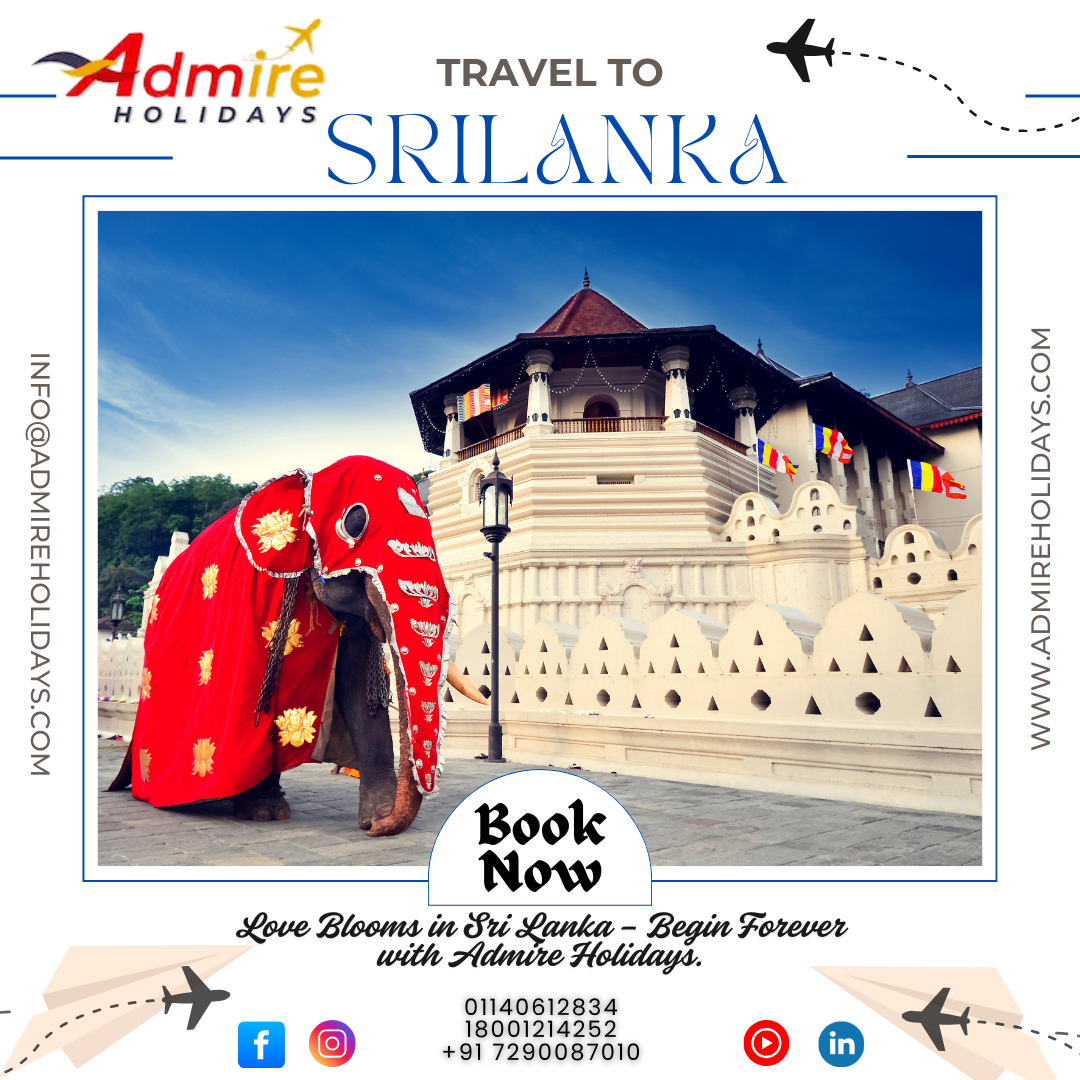 Admire
HOLIDAYS
TRAVEL TO
SRILANKA
INFO@ADMIREHOLIDAYS.COM
WWW.ADMIREHOLIDAYS.COM
Book
Now
Love Blooms in Sri Lanka – Begin Forever
with Admire Holidays.
01140612834
18001214252
+91 7290087010